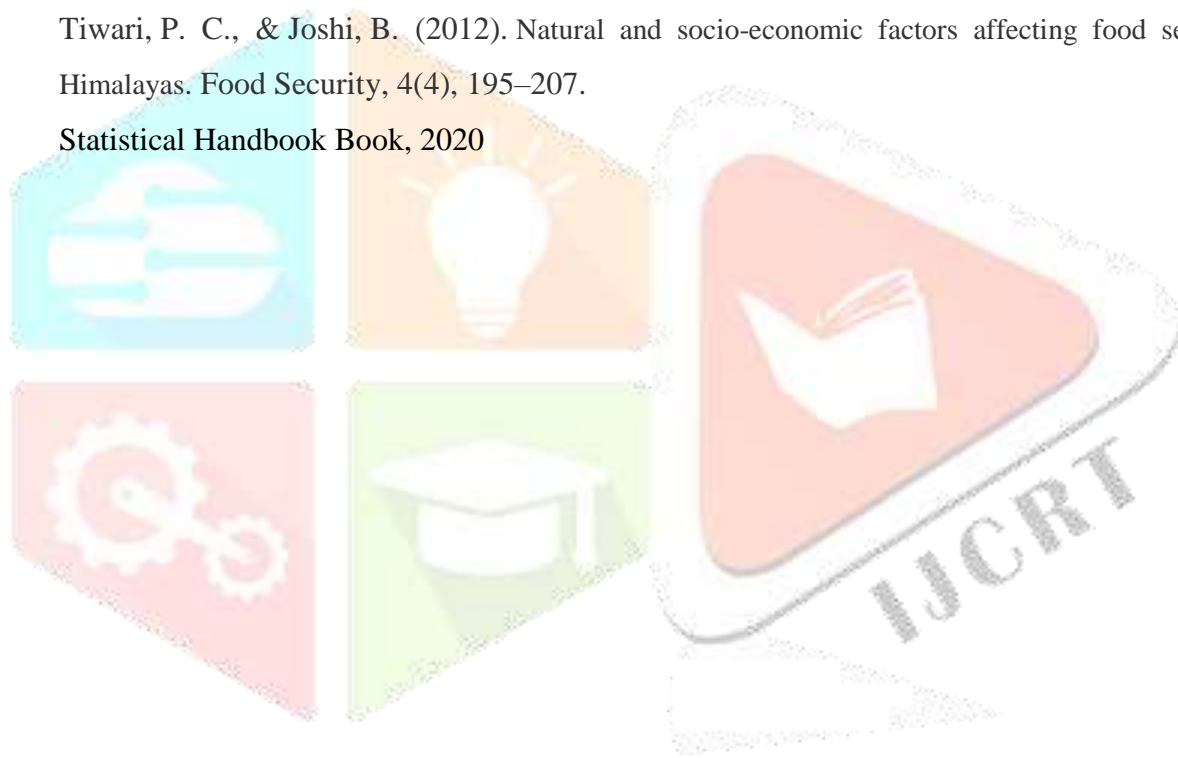 Tiwari, P. C., & Joshi, B. (2012). Natural and socio-economic factors affecting food se
Himalayas. Food Security, 4(4), 195–207.
Statistical Handbook Book, 2020
IJCRT